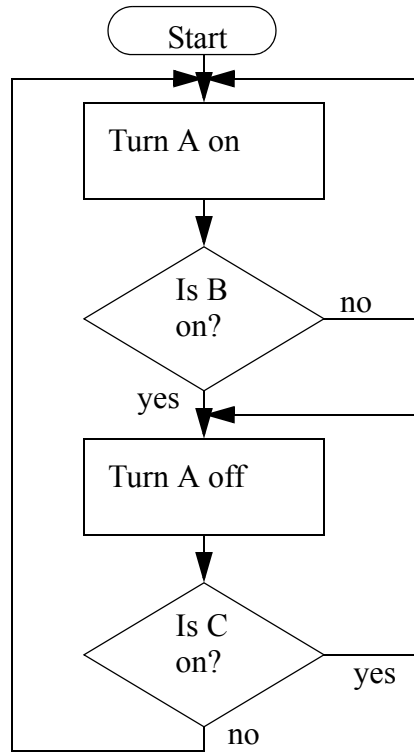 Start
Turn A on
Is B
on?
no
yes
Turn A off
Is C
on?
yes
no